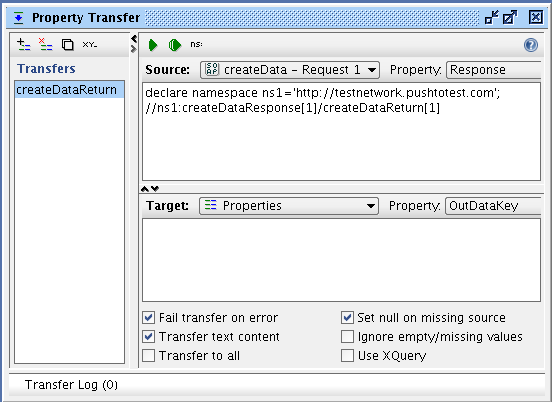 Property Transfer
XY_
ns:
Transfers
createDataReturn
Source: SOAP createData – Request 1 Property: Response
declare namespace ns1='http://testnetwork.pushtotest.com';
//ns1:createDataResponse[1]/createDataReturn[1]
Target: Properties Property: OutDataKey
Fail transfer on error Set null on missing source
Transfer text content Ignore empty/missing values
Transfer to all Use XQuery
Transfer Log (0)